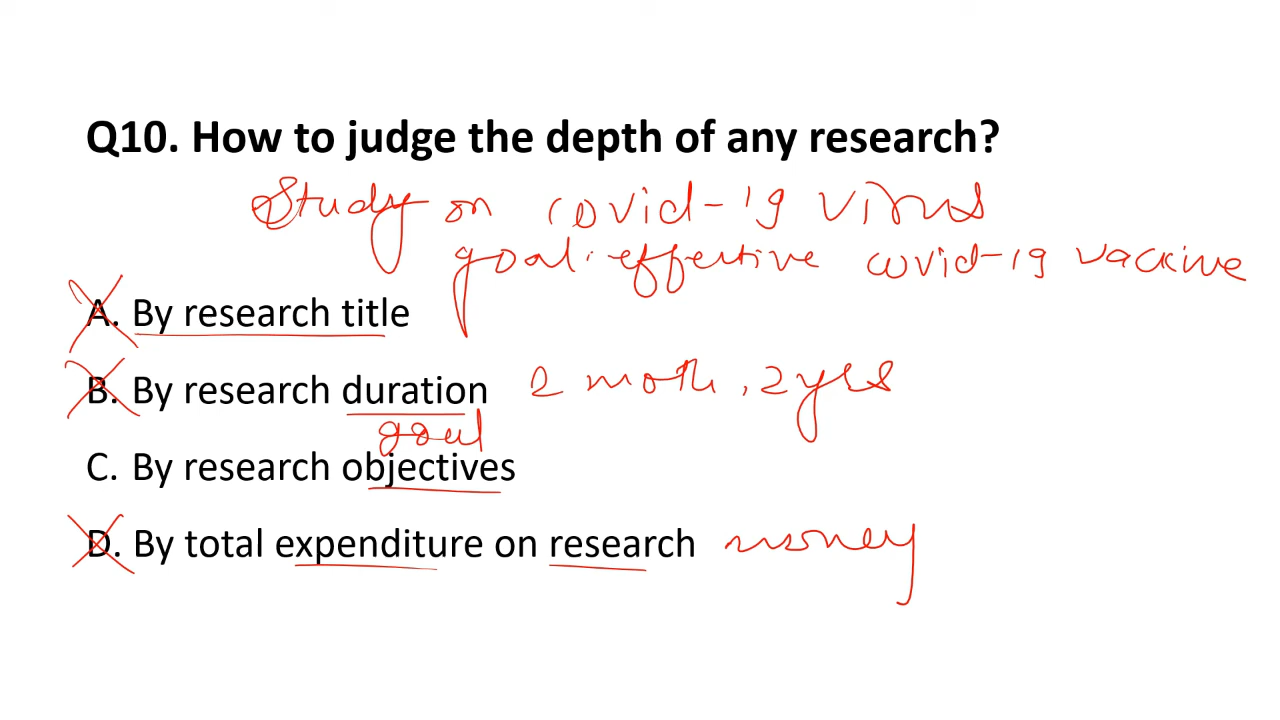 Q10. How to judge the depth of any research?
Study on covid-19 virus
goal: effective covid-19 vaccine
A. By research title
B. By research duration 2 moth, 2 yrs
goal
C. By research objectives
D. By total expenditure on research money